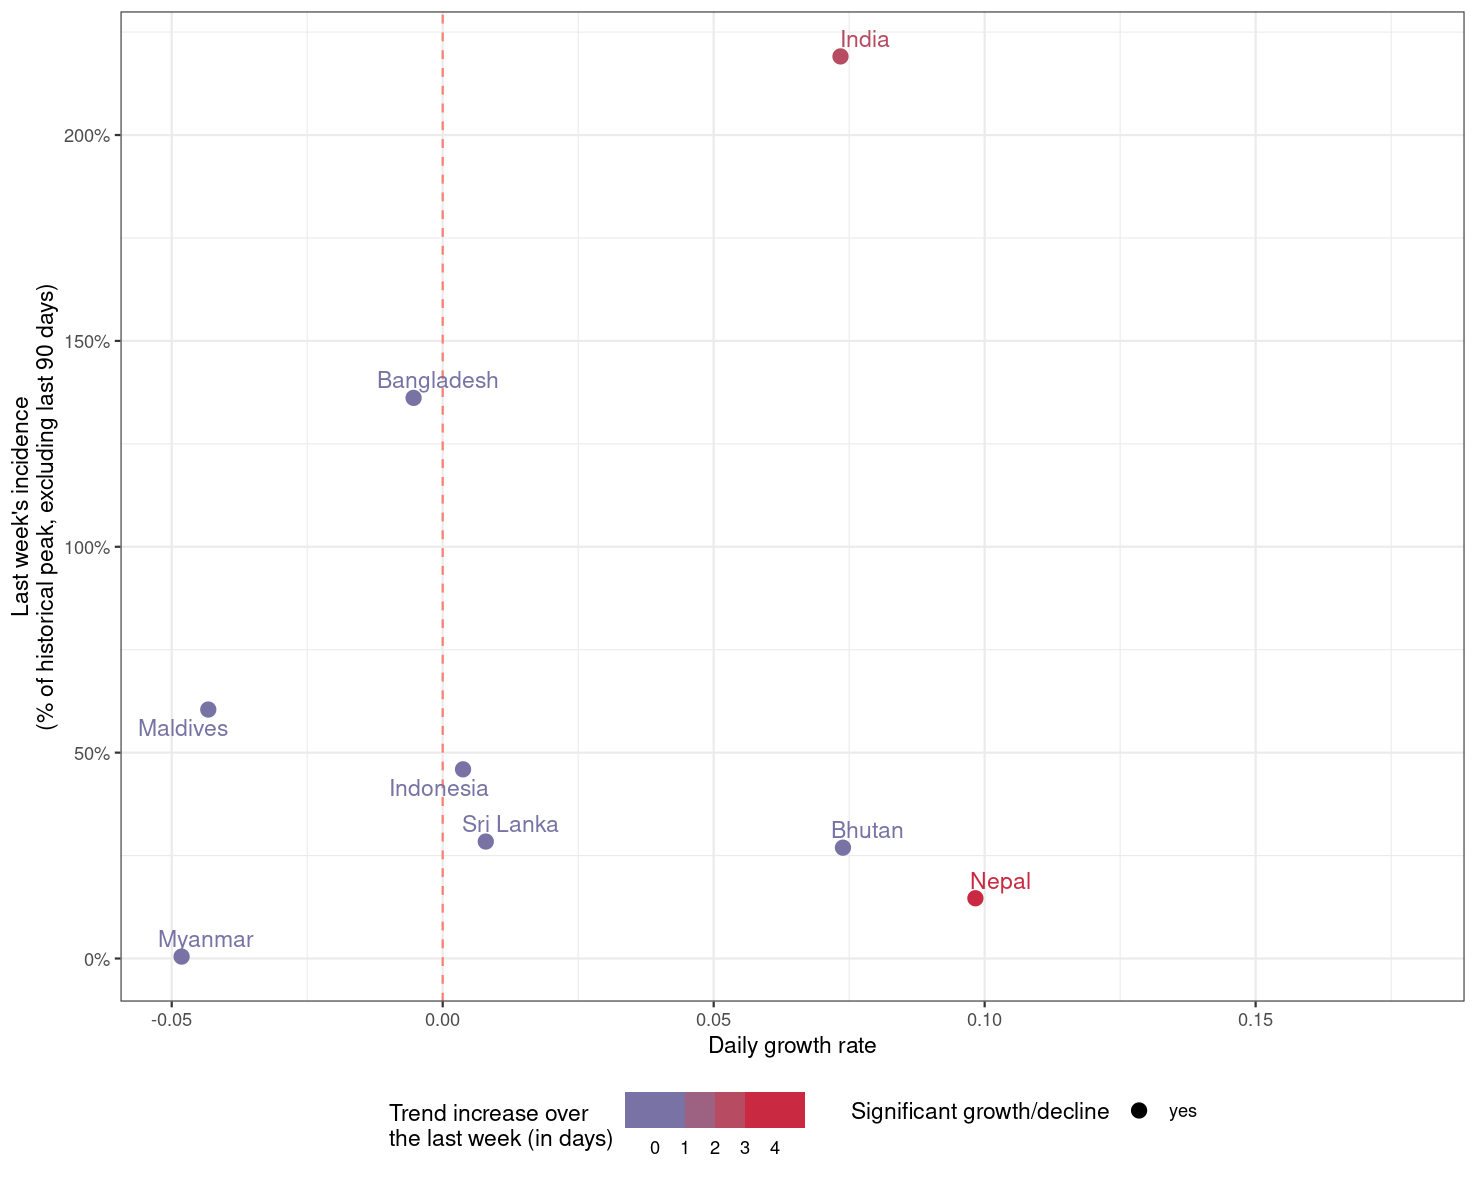 India
200%
150%
Bangladesh
100%
Maldives
50%
Indonesia
Sri Lanka
Bhutan
Nepal
Myanmar
0%
Last week's incidence
(% of historical peak, excluding last 90 days)
-0.05 0.00 0.05 0.10 0.15
Daily growth rate
Trend increase over
the last week (in days)
0 1 2 3 4
Significant growth/decline yes